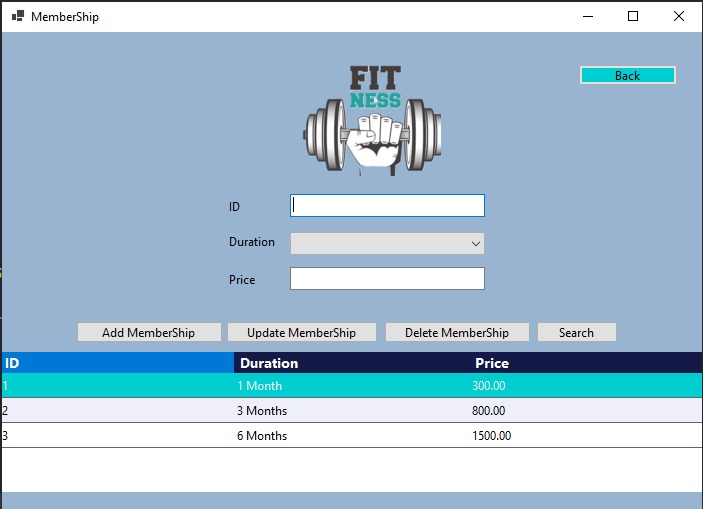 MemberShip
FIT
NESS
Back
ID
Duration
Price
Add MemberShip Update MemberShip Delete MemberShip Search
ID Duration Price
1 1 Month 300.00
2 3 Months 800.00
3 6 Months 1500.00